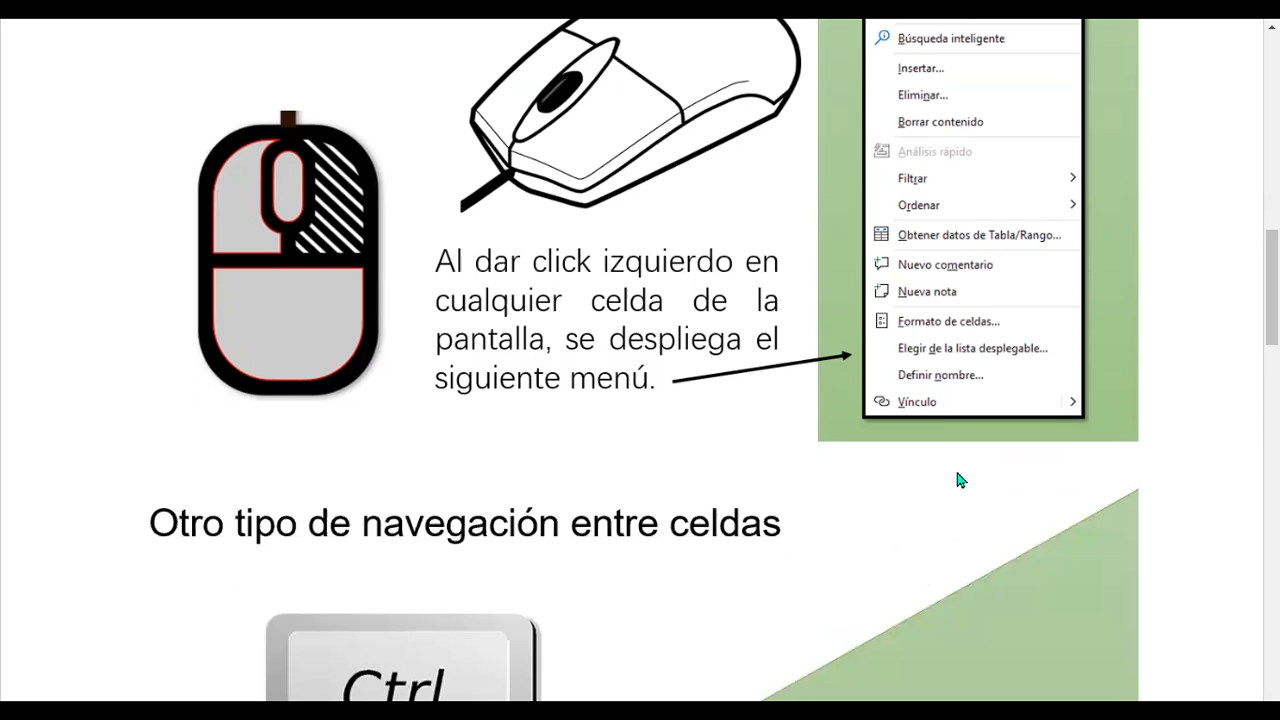 Al dar click izquierdo en
cualquier celda de la
pantalla, se despliega el
siguiente menú.
Búsqueda inteligente
Insertar...
Eliminar...
Borrar contenido
Análisis rápido
Filtrar
Ordenar
Obtener datos de Tabla/Rango...
Nuevo comentario
Nueva nota
Formato de celdas...
Elegir de la lista desplegable...
Definir nombre...
Vínculo
Otro tipo de navegación entre celdas
Ctrl